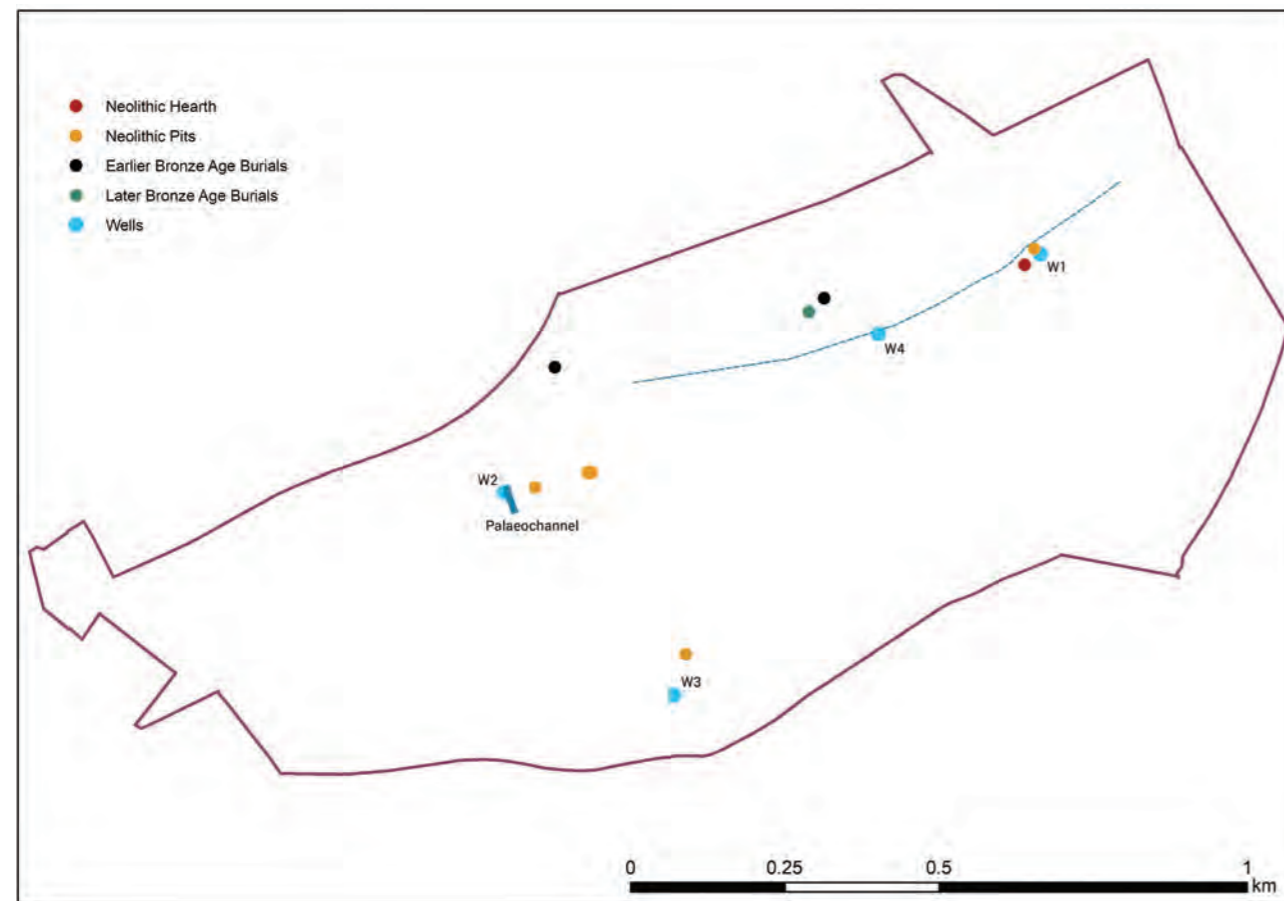 Neolithic Hearth
Neolithic Pits
Earlier Bronze Age Burials
Later Bronze Age Burials
Wells
W1
W4
W2
Palaeochannel
W3
0 0.25 0.5 1
km